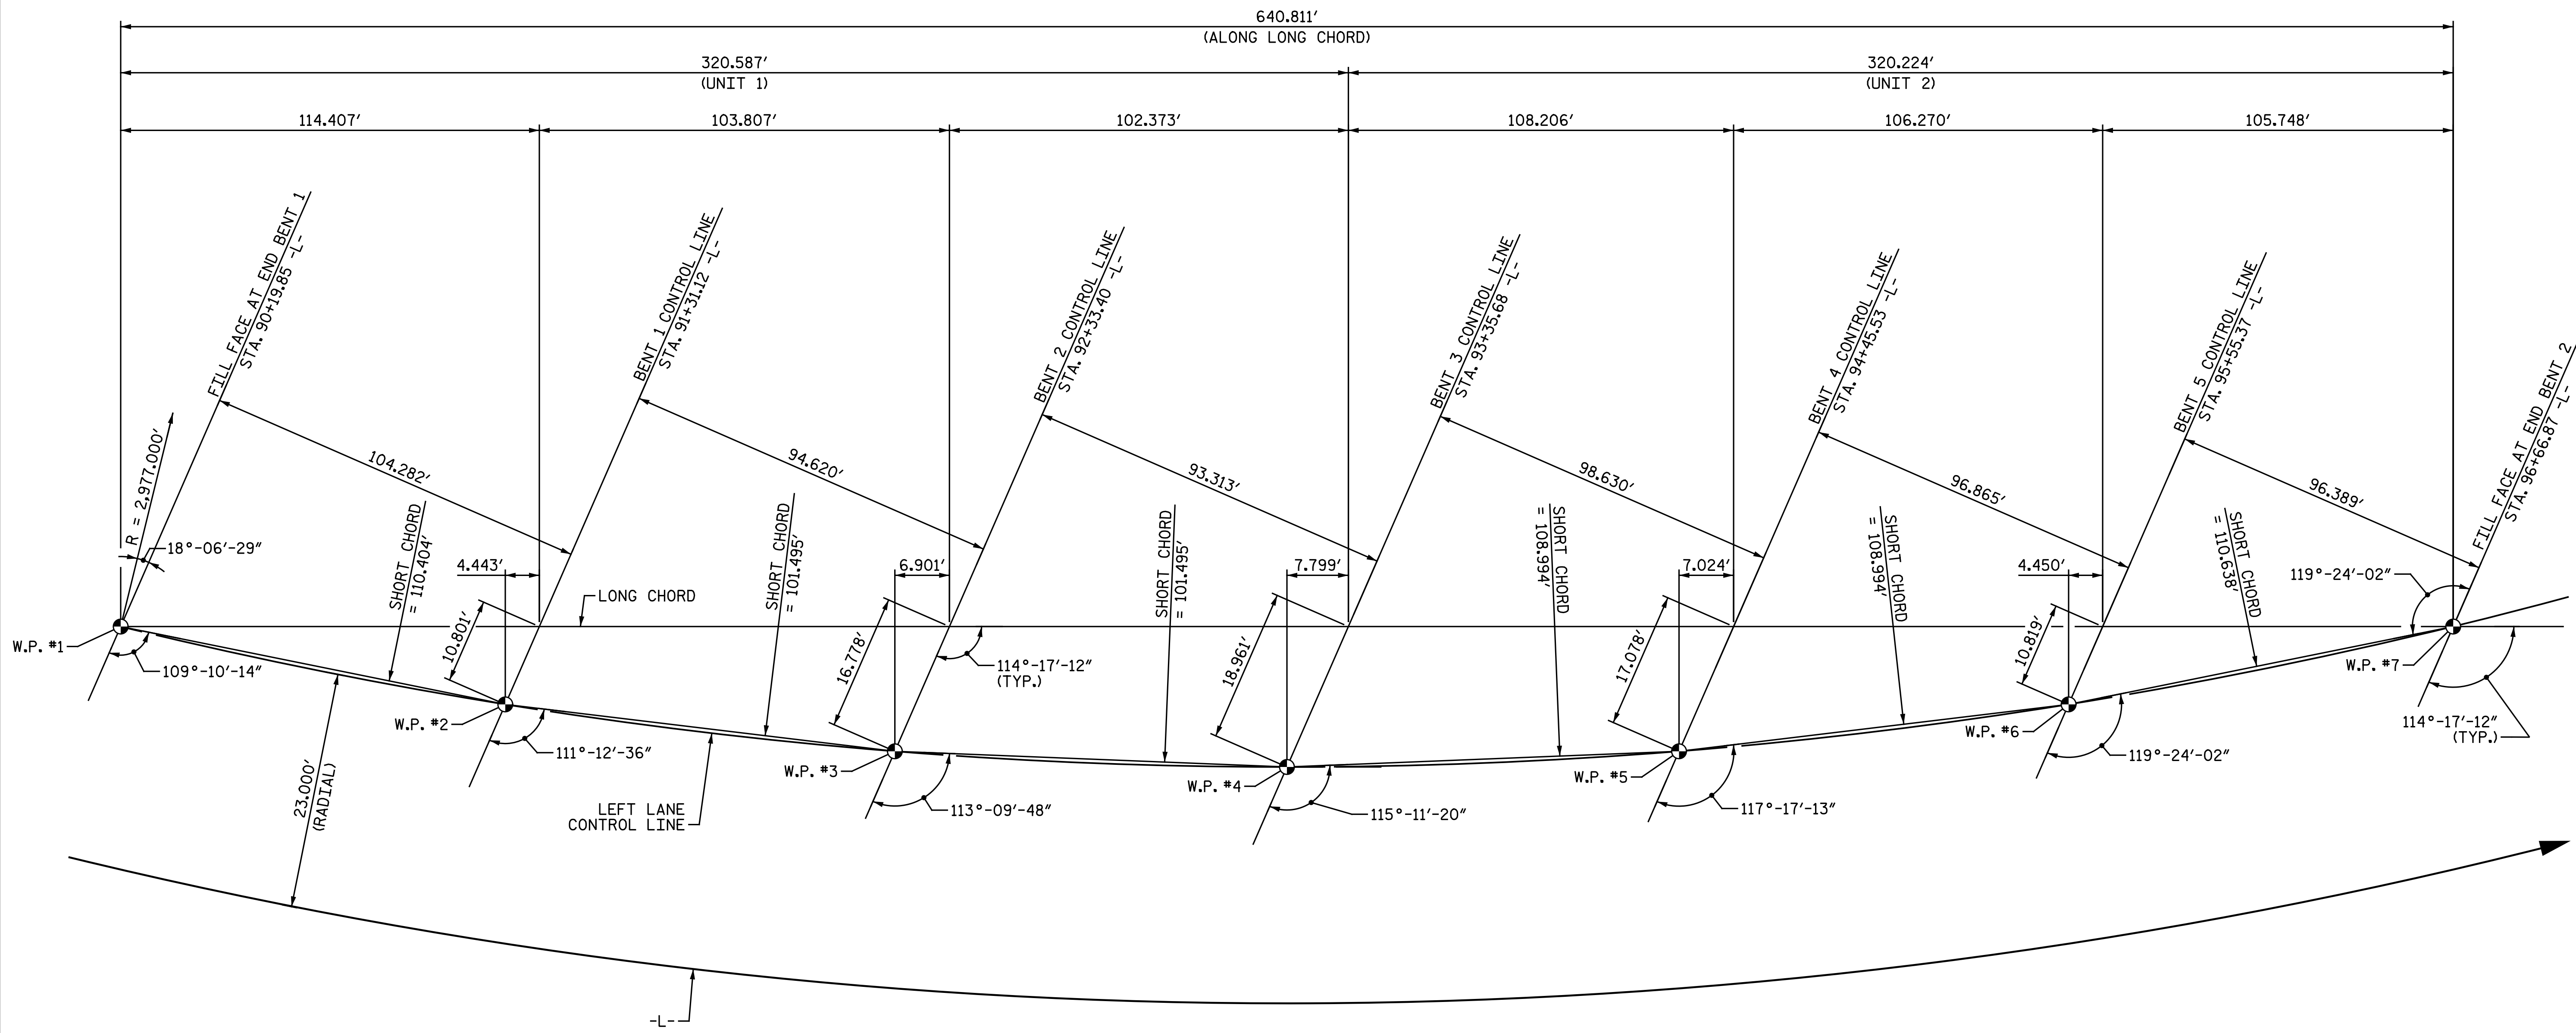 640.811′
(ALONG LONG CHORD)
320.587′
(UNIT 1)
320.224′
(UNIT 2)
114.407′
103.807′
102.373′
108.206′
106.270′
105.748′
FILL FACE AT END BENT 1
STA. 90+19.85 -L-
BENT 1 CONTROL LINE
STA. 91+31.12 -L-
BENT 2 CONTROL LINE
STA. 92+33.40 -L-
BENT 3 CONTROL LINE
STA. 93+35.68 -L-
BENT 4 CONTROL LINE
STA. 94+45.53 -L-
BENT 5 CONTROL LINE
STA. 95+55.37 -L-
FILL FACE AT END BENT 2
STA. 96+66.87 -L-
104.282′
94.620′
93.313′
98.630′
96.865′
96.389′
R = 2,977.000′
18°-06′-29″
SHORT CHORD
= 110.404′
SHORT CHORD
= 101.495′
SHORT CHORD
= 101.495′
SHORT CHORD
= 108.994′
SHORT CHORD
= 108.994′
SHORT CHORD
= 110.638′
4.443′
6.901′
7.799′
7.024′
4.450′
119°-24′-02″
LONG CHORD
10.801′
16.778′
18.961′
17.078′
10.819′
W.P. #1
109°-10′-14″
114°-17′-12″
(TYP.)
W.P. #7
W.P. #2
111°-12′-36″
W.P. #3
113°-09′-48″
W.P. #4
115°-11′-20″
W.P. #5
117°-17′-13″
W.P. #6
119°-24′-02″
114°-17′-12″
(TYP.)
23.000′
(RADIAL)
LEFT LANE
CONTROL LINE
-L-